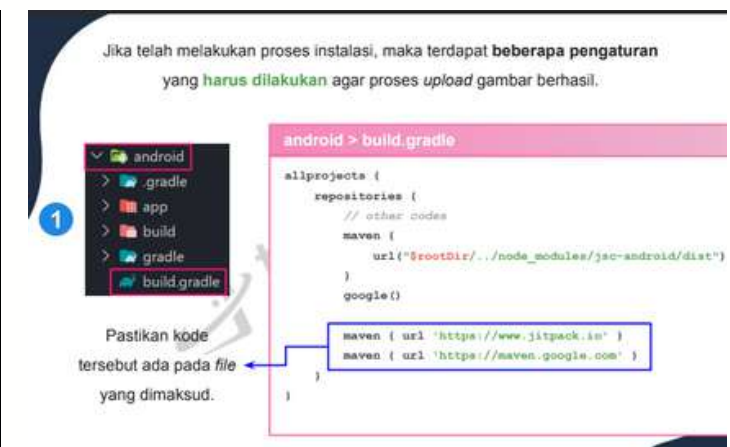 Jika telah melakukan proses instalasi, maka terdapat beberapa pengaturan
yang harus dilakukan agar proses upload gambar berhasil.
android
.gradle
app
build
gradle
build.gradle
1
Pastikan kode
tersebut ada pada file
yang dimaksud.
android > build.gradle
allprojects {
repositories {
// other codes
maven {
url("$rootDir/../node_modules/jsc-android/dist")
}
google()
maven { url 'https://www.jitpack.io' }
maven { url 'https://maven.google.com' }
}
}